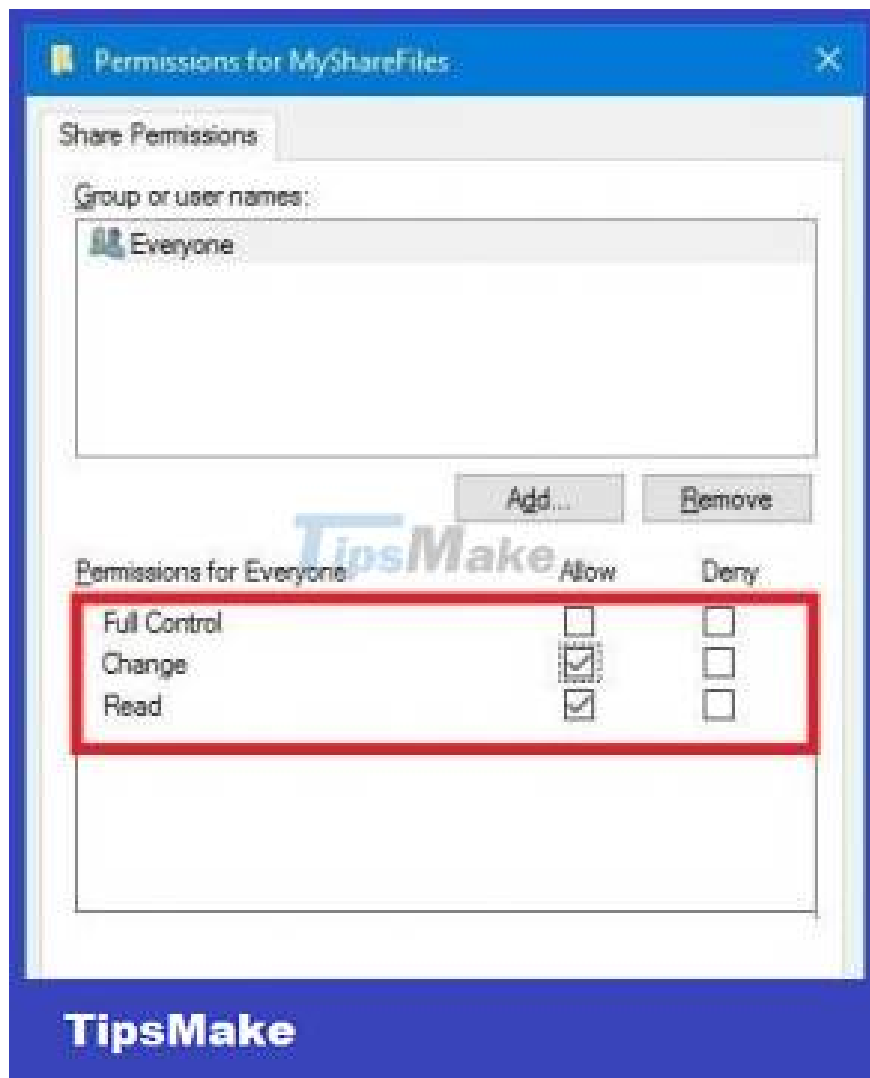 Permissions for MyShareFiles
Share Permissions
Group or user names:
Everyone
Add... Remove
TipsMake
Permissions for Everyone Allow Deny
Full Control
Change
Read
TipsMake